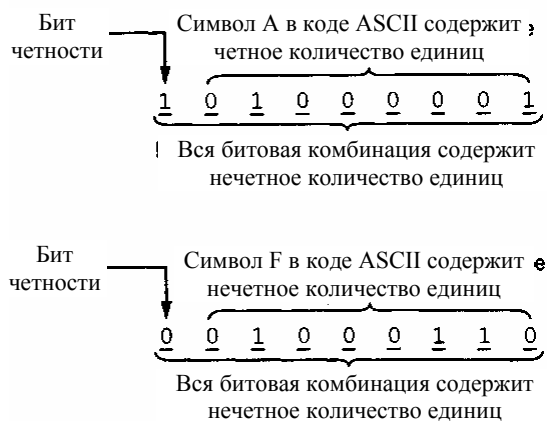 Бит четности
Символ A в коде ASCII содержит четное количество единиц
1 0 1 0 0 0 0 0 1
Вся битовая комбинация содержит
нечетное количество единиц
Бит четности
Символ F в коде ASCII содержит
нечетное количество единиц
0 0 1 0 0 0 1 1 0
Вся битовая комбинация содержит
нечетное количество единиц